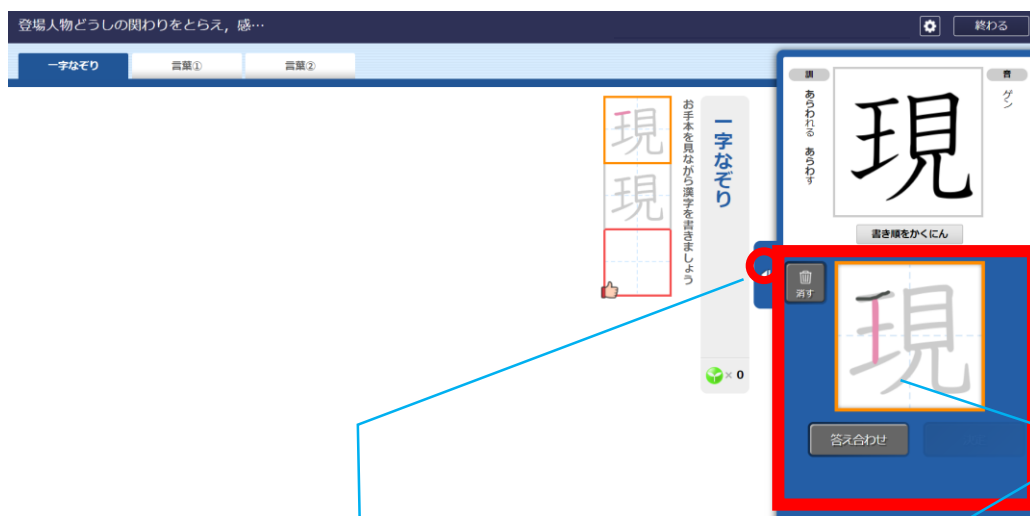 登場人物どうしの関わりをとらえ，感…
終わる
一字なぞり
言葉①
言葉②
訓
音
あらわれる あらわす
ゲン
現
書き順をかくにん
一字なぞり
お手本を見ながら漢字を書きましょう
現
現
× 0
消す
現
答え合わせ